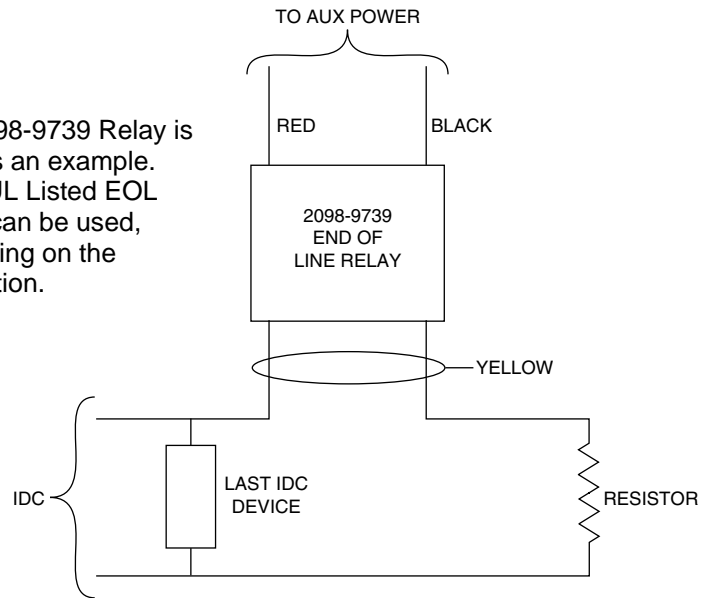 TO AUX POWER
98-9739 Relay is
s an example.
UL Listed EOL
can be used,
ing on the
tion.
RED
BLACK
2098-9739
END OF
LINE RELAY
YELLOW
IDC
LAST IDC
DEVICE
RESISTOR